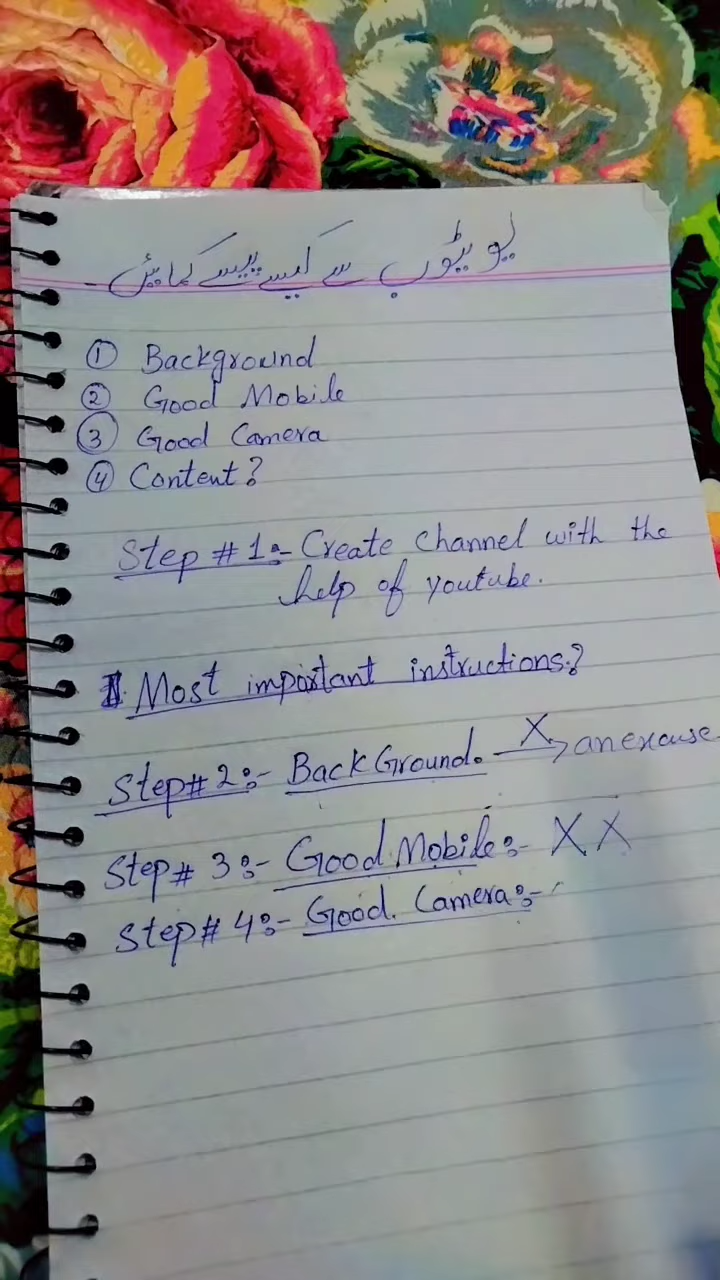 یوٹیوب سے کیسے پیسے کمایئں -
① Background
② Good Mobile
③ Good Camera
④ Content?
Step # 1:- Create Channel with the
help of youtube.
Most important instructions:?
Step# 2:- BackGround. X → an excuse
Step# 3:- Good Mobile:- X X
Step# 4:- Good. Camera:-